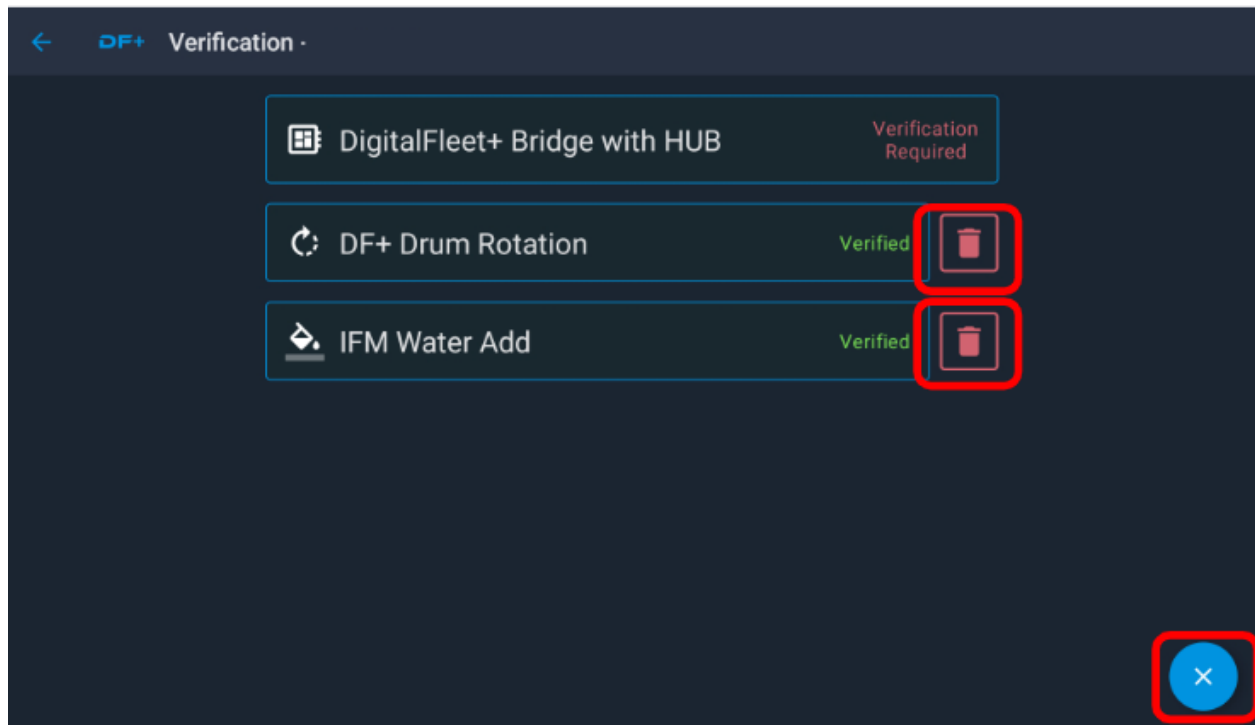 DF+ Verification ·
DigitalFleet+ Bridge with HUB
Verification
Required
DF+ Drum Rotation
Verified
IFM Water Add
Verified